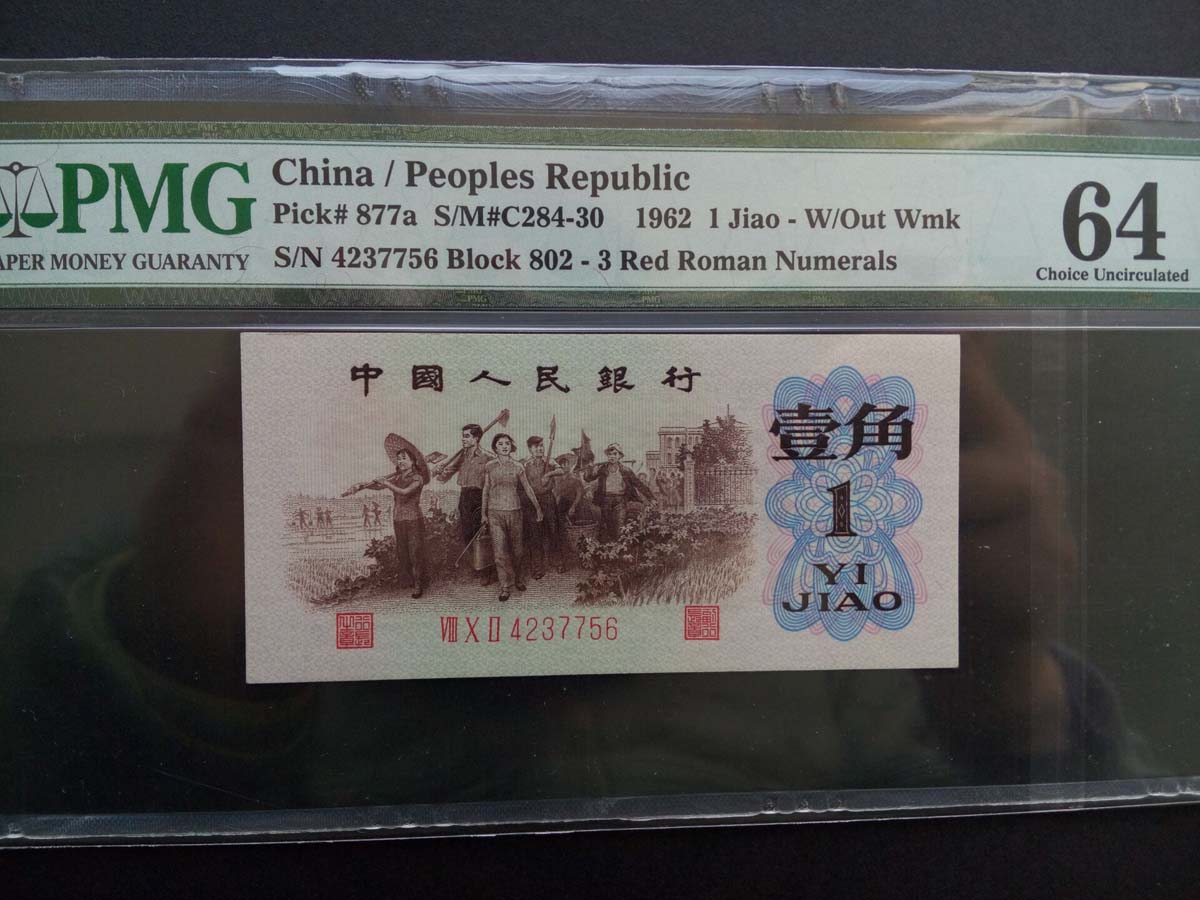 PMG
APER MONEY GUARANTY
China / Peoples Republic
Pick# 877a S/M#C284-30 1962 1 Jiao - W/Out Wmk
S/N 4237756 Block 802 - 3 Red Roman Numerals
64
Choice Uncirculated
中國人民銀行
壹角
1
YI
JIAO
Ⅷ Ⅹ Ⅱ 4237756